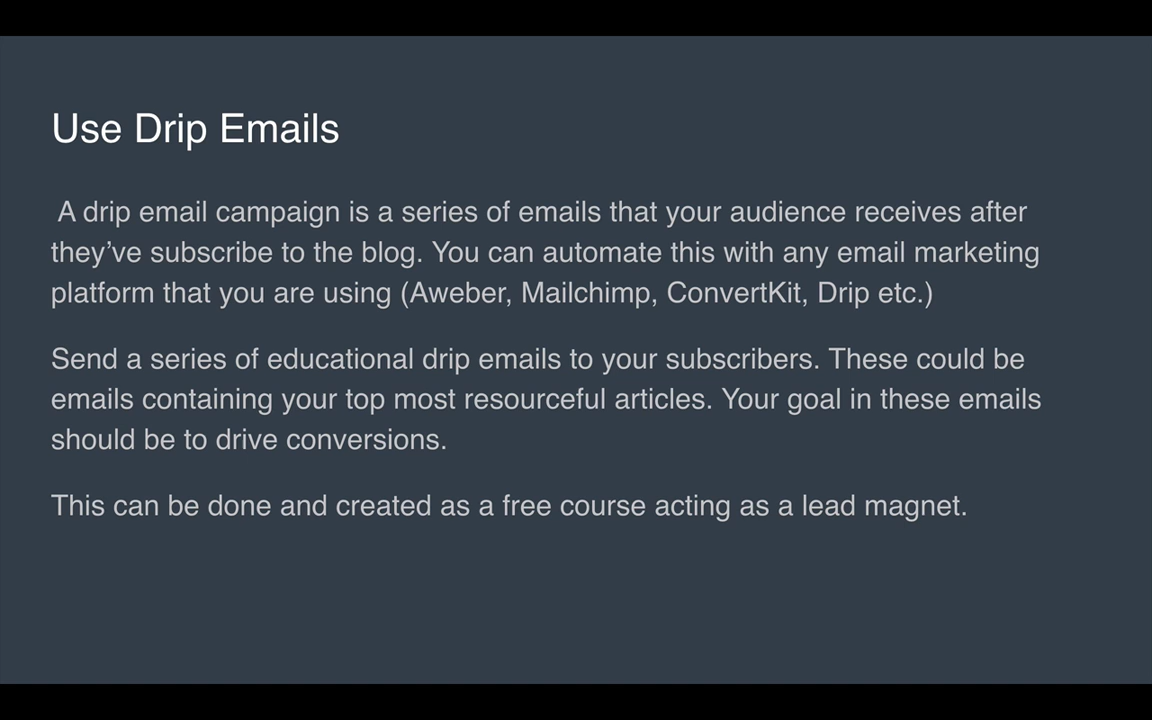 Use Drip Emails
A drip email campaign is a series of emails that your audience receives after
they’ve subscribe to the blog. You can automate this with any email marketing
platform that you are using (Aweber, Mailchimp, ConvertKit, Drip etc.)
Send a series of educational drip emails to your subscribers. These could be
emails containing your top most resourceful articles. Your goal in these emails
should be to drive conversions.
This can be done and created as a free course acting as a lead magnet.